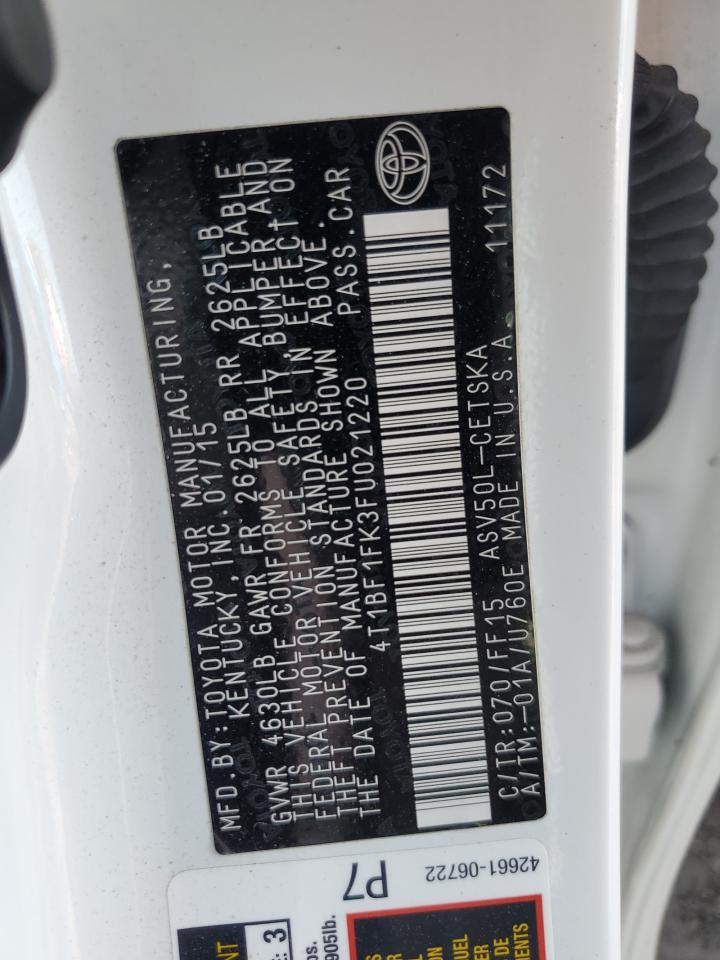 MFD.BY:TOYOTA MOTOR MANUFACTURING,
KENTUCKY, INC 01/15
GVWR 4630LB GAWR FR 2625LB RR 2625LB
THIS VEHICLE CONFORMS TO ALL APPLICABLE
FEDERAL MOTOR VEHICLE SAFETY, BUMPER, AND
THEFT PREVENTION STANDARDS IN EFFECT ON
THE DATE OF MANUFACTURE SHOWN ABOVE.
4T1BF1FK3FU021220 PASS.CAR
C/TR:070/FF15 ASV50L-CETSKA
A/TM:-01A/U760E MADE IN U.S.A. 11172
42661-06722
P7
3
905lb.
DE